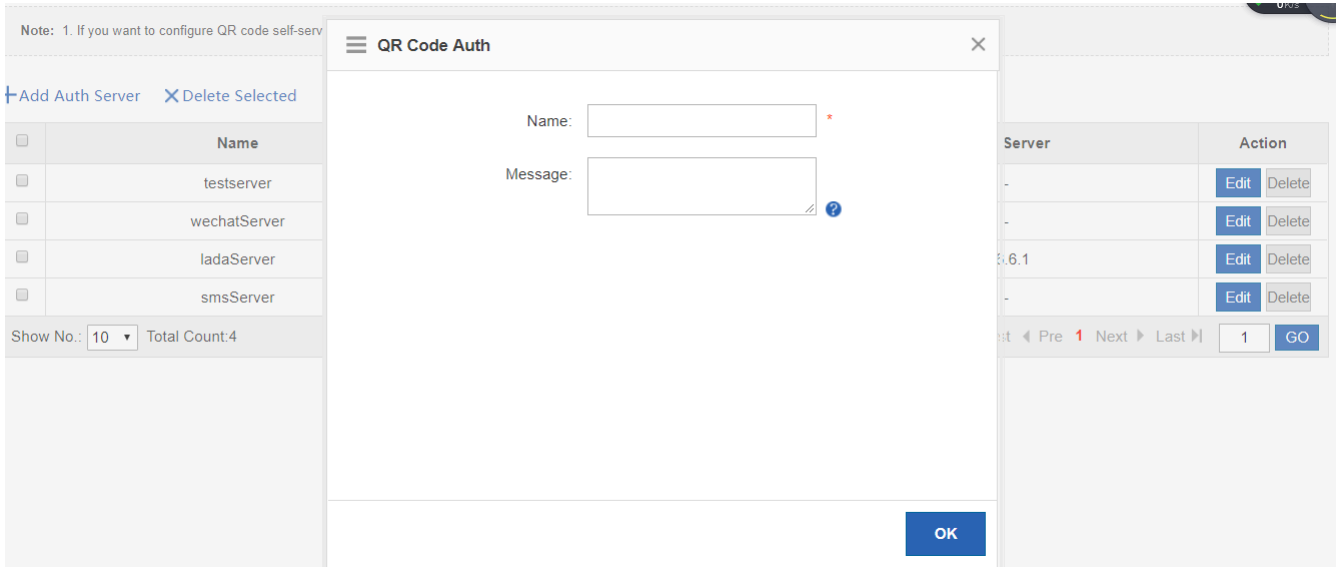 0K/s
Note: 1. If you want to configure QR code self-serv
QR Code Auth
Add Auth Server Delete Selected
Name: *
Message:
Name Server Action
testserver - Edit Delete
wechatServer - Edit Delete
ladaServer .6.1 Edit Delete
smsServer - Edit Delete
Show No.: 10 Total Count:4 Pre 1 Next Last 1 GO
OK